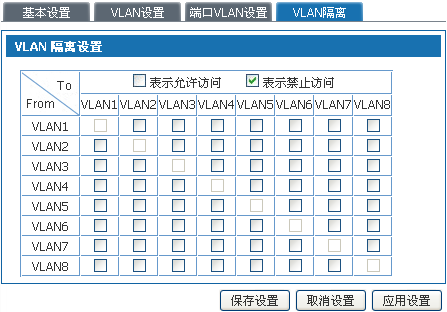 基本设置 VLAN设置 端口VLAN设置 VLAN隔离
VLAN 隔离设置
To
From
表示允许访问 表示禁止访问
VLAN1 VLAN2 VLAN3 VLAN4 VLAN5 VLAN6 VLAN7 VLAN8
VLAN1
VLAN2
VLAN3
VLAN4
VLAN5
VLAN6
VLAN7
VLAN8
保存设置 取消设置 应用设置